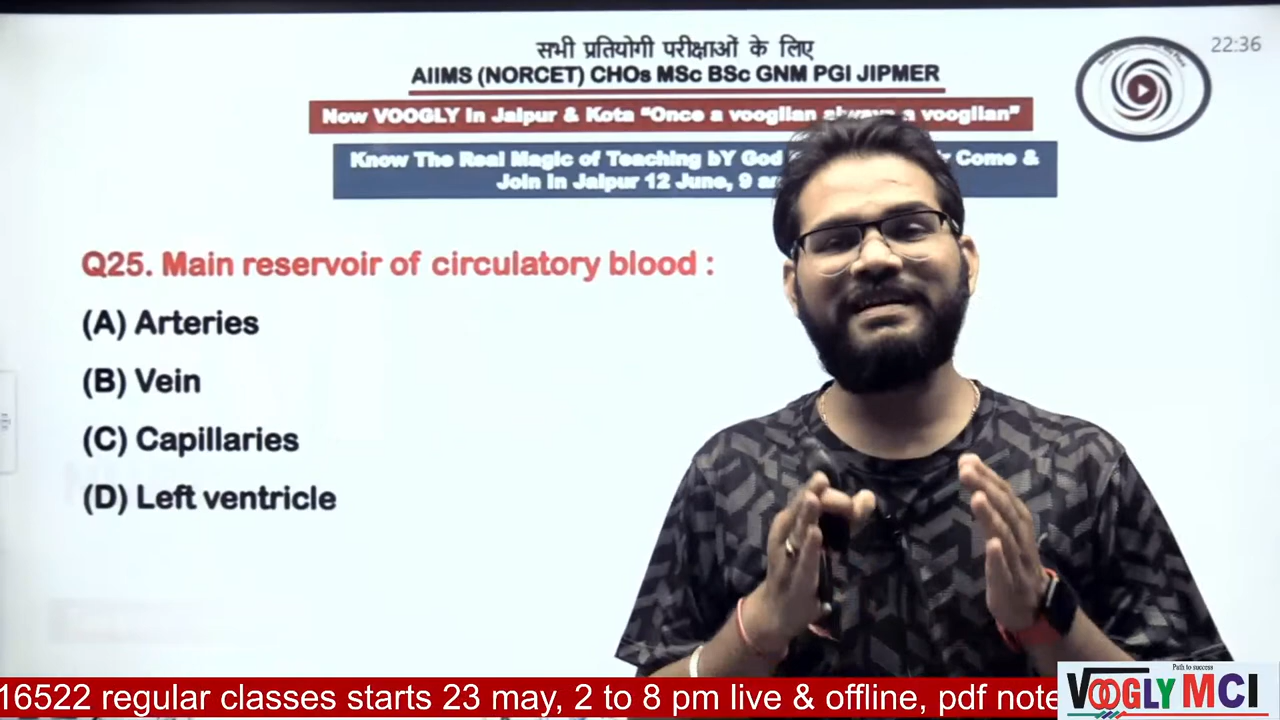 सभी प्रतियोगी परीक्षाओं के लिए
22:36
AIIMS (NORCET) CHOs MSc BSc GNM PGI JIPMER
Now VOOGLY In Jaipur & Kota “Once a vooglian always a vooglian”
Know The Real Magic of Teaching bY God Come &
Join In Jaipur 12 June, 9
Q25. Main reservoir of circulatory blood :
(A) Arteries
(B) Vein
(C) Capillaries
(D) Left ventricle
Path to success
VOOGLY MCI
16522 regular classes starts 23 may, 2 to 8 pm live & offline, pdf note